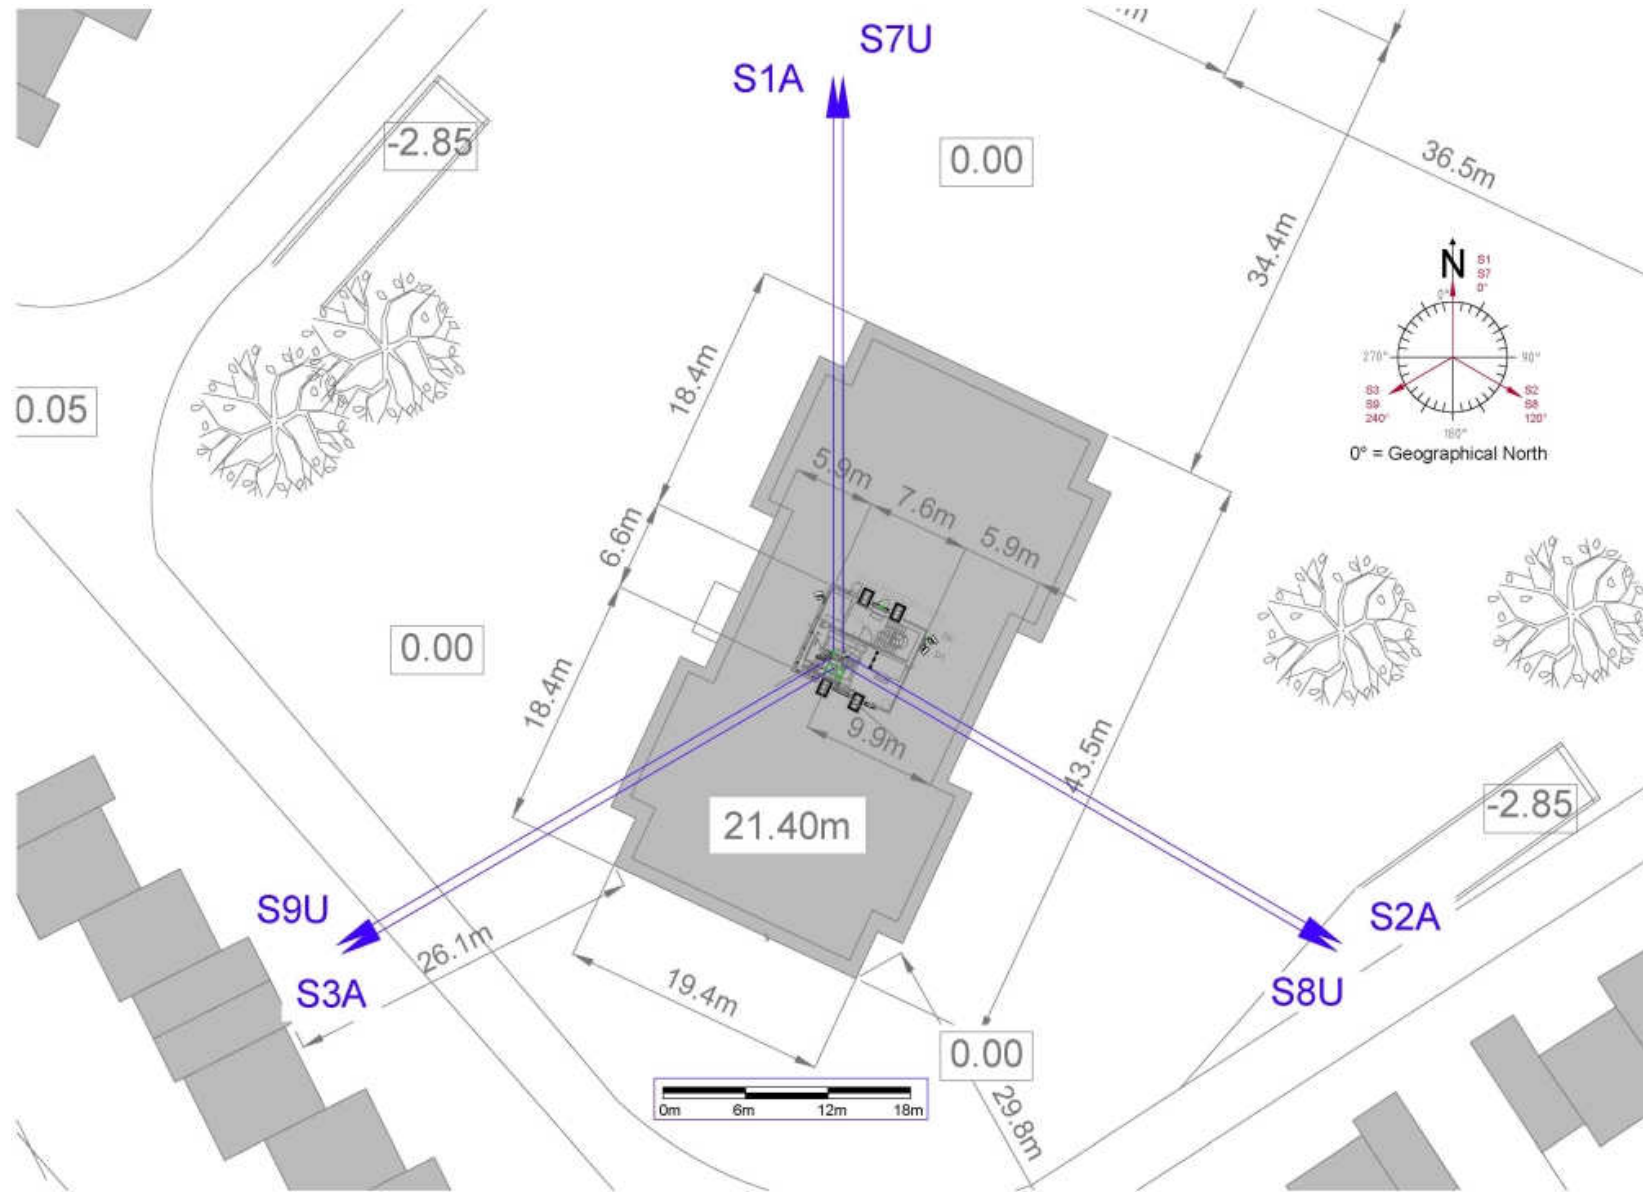 S7U
S1A
-2.85
0.00
36.5m
34.4m
N
S1
S7
0°
0°
270°
90°
S3
S9
240°
S2
S8
120°
180°
0° = Geographical North
18.4m
0.05
5.9m
7.6m
5.9m
6.6m
0.00
18.4m
9.9m
43.5m
21.40m
-2.85
S9U
S2A
26.1m
S3A
19.4m
S8U
0.00
0m
6m
12m
18m
29.8m